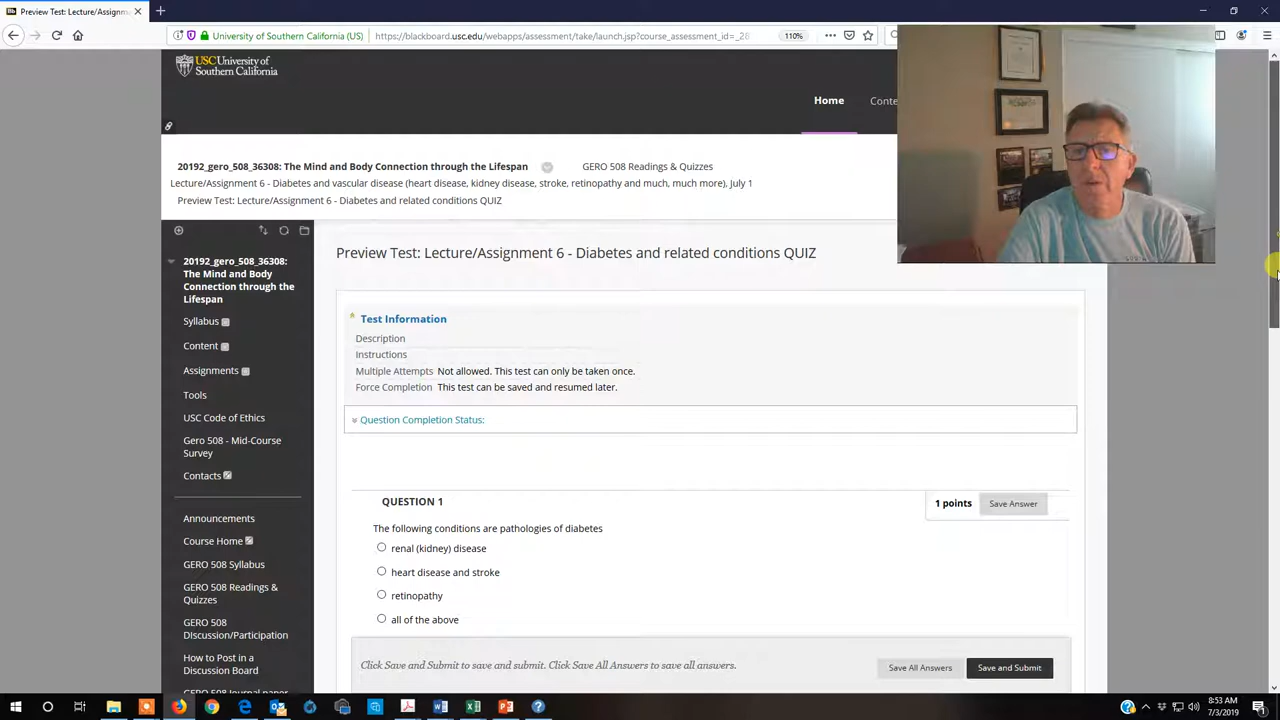 Preview Test: Lecture/Assignm
University of Southern California (US)
https://blackboard.usc.edu/webapps/assessment/take/launch.jsp?course_assessment_id=_28
110%
USC University of
Southern California
Home
Conte
20192_gero_508_36308: The Mind and Body Connection through the Lifespan
GERO 508 Readings & Quizzes
Lecture/Assignment 6 - Diabetes and vascular disease (heart disease, kidney disease, stroke, retinopathy and much, much more), July 1
Preview Test: Lecture/Assignment 6 - Diabetes and related conditions QUIZ
20192_gero_508_36308:
The Mind and Body
Connection through the
Lifespan
Syllabus
Content
Assignments
Tools
USC Code of Ethics
Gero 508 - Mid-Course
Survey
Contacts
Announcements
Course Home
GERO 508 Syllabus
GERO 508 Readings &
Quizzes
GERO 508
DIscussion/Participation
How to Post in a
Discussion Board
GERO 508 Journal paper
Preview Test: Lecture/Assignment 6 - Diabetes and related conditions QUIZ
Test Information
Description
Instructions
Multiple Attempts Not allowed. This test can only be taken once.
Force Completion This test can be saved and resumed later.
Question Completion Status:
QUESTION 1
1 points
Save Answer
The following conditions are pathologies of diabetes
renal (kidney) disease
heart disease and stroke
retinopathy
all of the above
Click Save and Submit to save and submit. Click Save All Answers to save all answers.
Save All Answers
Save and Submit
8:53 AM
7/3/2019